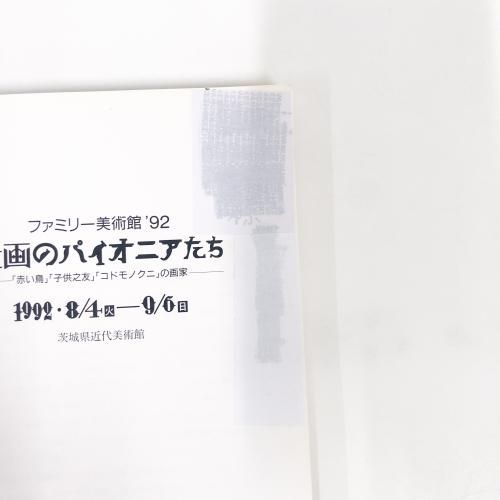 ファミリー美術館 '92
画のパイオニアたち
「赤い鳥」「子供之友」「コドモノクニ」の画家
1992・8/4火—9/6日
茨城県近代美術館